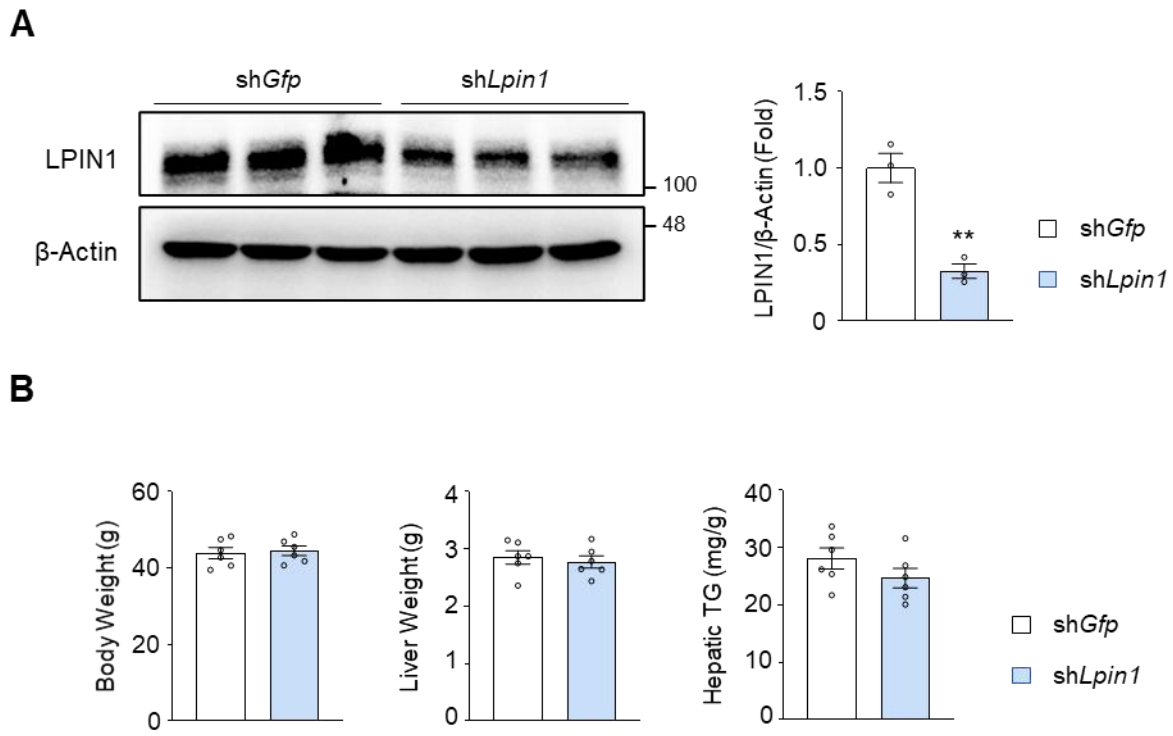 A
shGfp
shLpin1
LPIN1
100
48
β-Actin
LPIN1/β-Actin (Fold)
1.5
1.0
0.5
0
**
shGfp
shLpin1
B
Body Weight (g)
60
40
20
0
Liver Weight (g)
4
3
2
1
0
Hepatic TG (mg/g)
40
30
20
10
0
shGfp
shLpin1